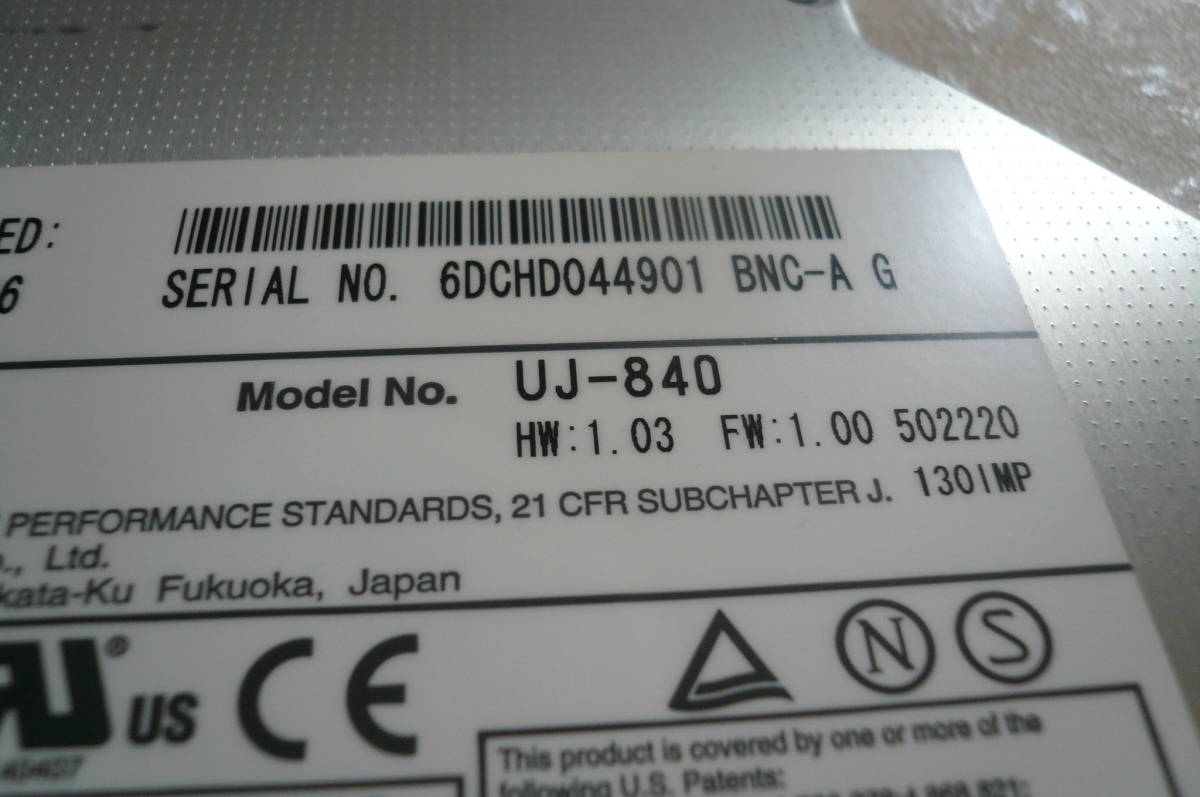 ED:
6
SERIAL NO. 6DCHD044901 BNC-A G
Model No. UJ-840
HW:1.03 FW:1.00 502220
PERFORMANCE STANDARDS, 21 CFR SUBCHAPTER J. 130IMP
., Ltd.
kata-Ku Fukuoka, Japan
® US CE N S
This product is covered by one or more of the
following U.S. Patents: